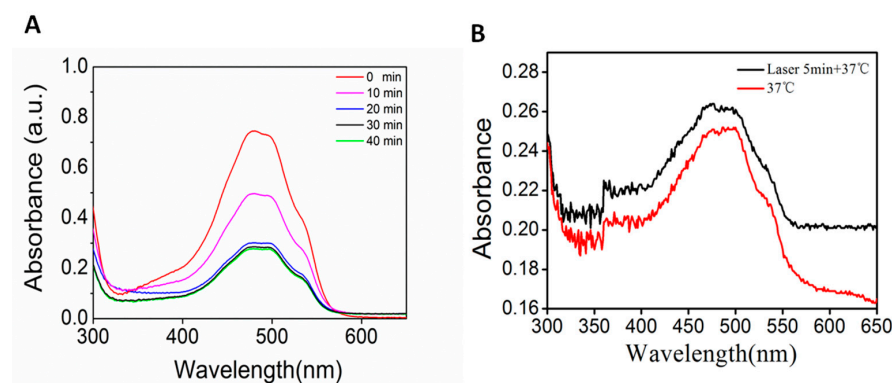 A
Absorbance (a.u.)
1.0
0.8
0.6
0.4
0.2
0.0
300 400 500 600
Wavelength(nm)
0 min
10 min
20 min
30 min
40 min
B
Absorbance
0.28
0.26
0.24
0.22
0.20
0.18
0.16
300 350 400 450 500 550 600 650
Wavelength(nm)
Laser 5min+37℃
37℃